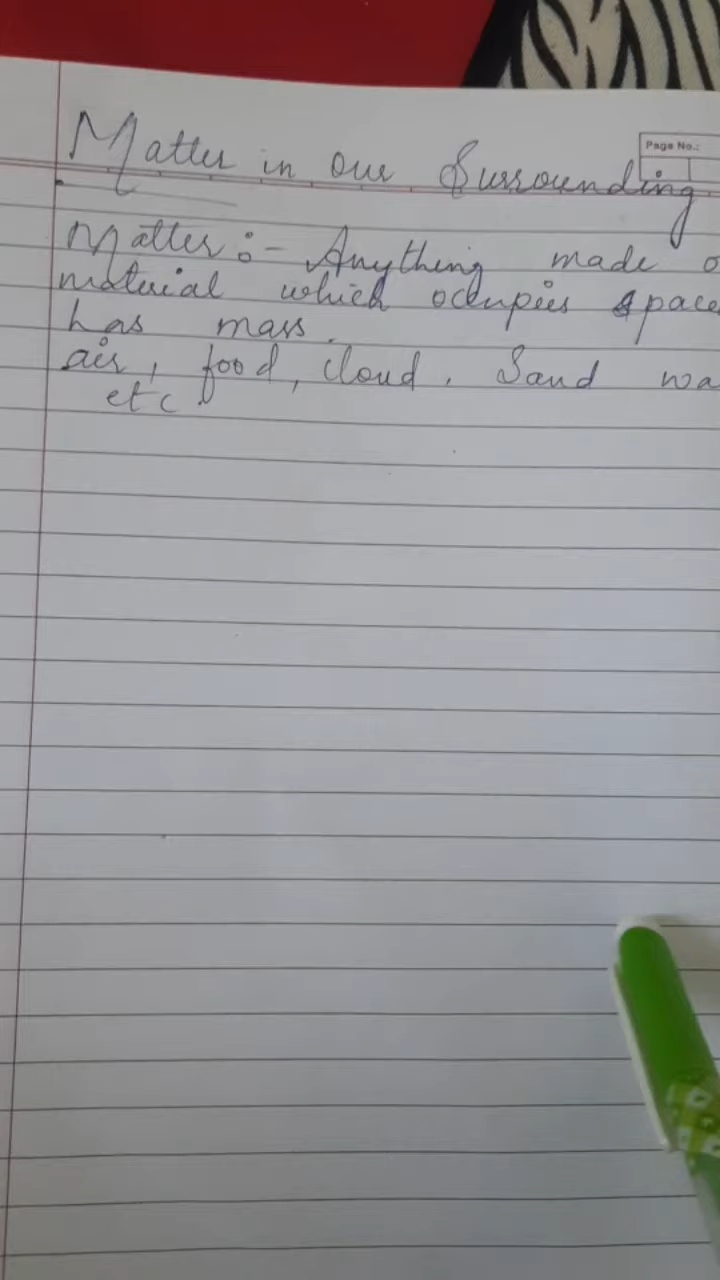 Matter in our Surrounding
Page No.:
Matter :- Anything made o
material which occupies space
has mass.
air, food, cloud. Sand wa
etc.